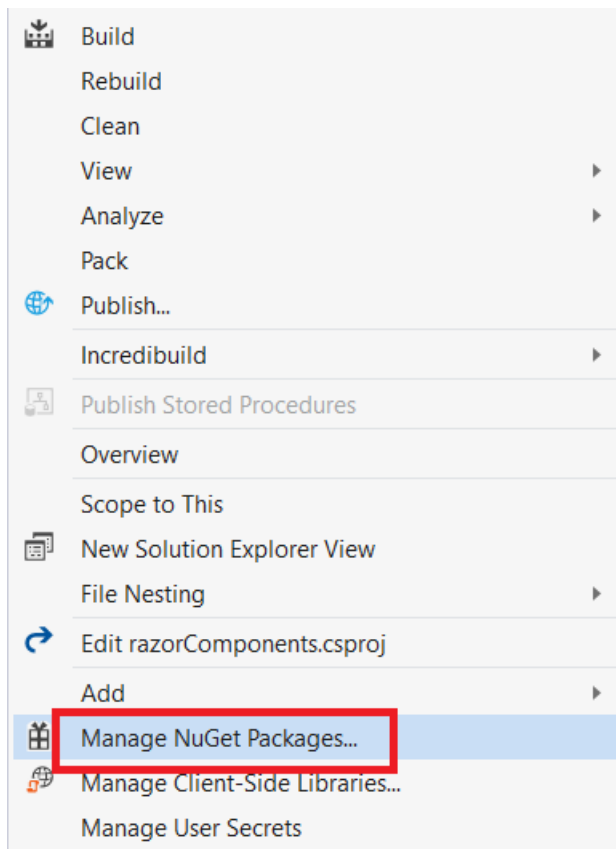 Build
Rebuild
Clean
View
Analyze
Pack
Publish...
Incredibuild
Publish Stored Procedures
Overview
Scope to This
New Solution Explorer View
File Nesting
Edit razorComponents.csproj
Add
Manage NuGet Packages...
Manage Client-Side Libraries...
Manage User Secrets